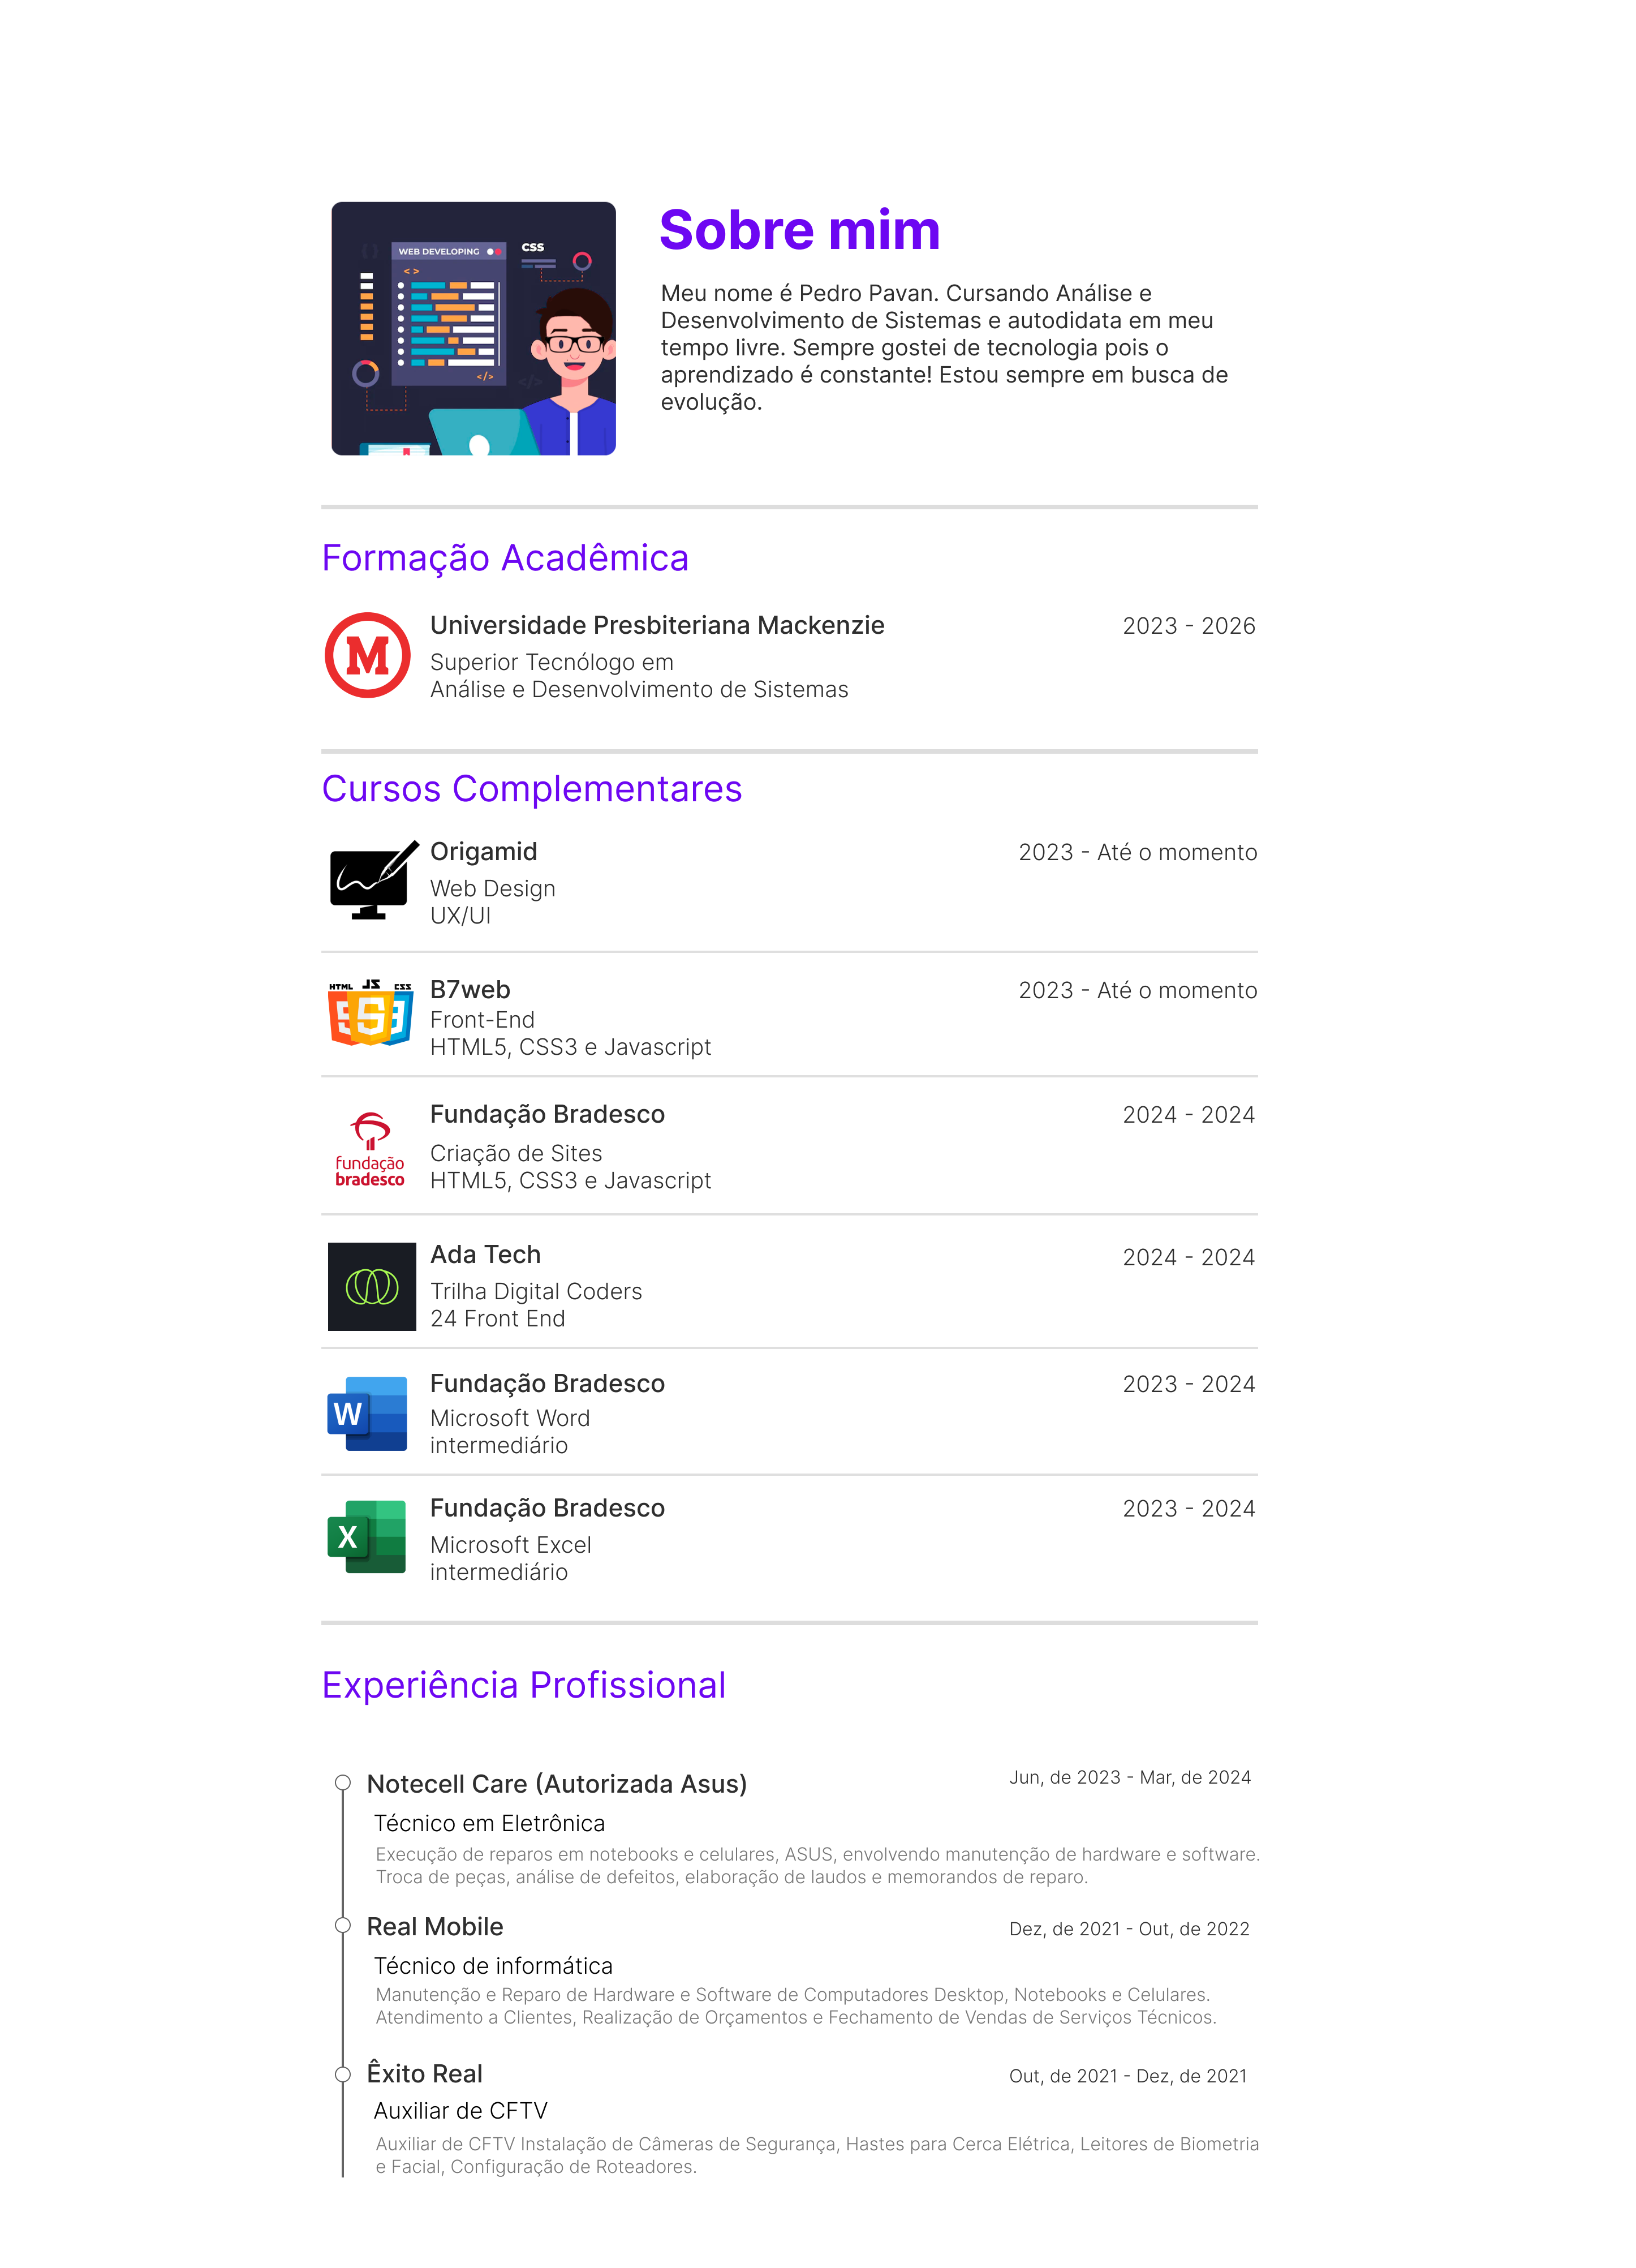 Sobre mim
WEB DEVELOPING
CSS
< >
</>
</>
Meu nome é Pedro Pavan. Cursando Análise e
Desenvolvimento de Sistemas e autodidata em meu
tempo livre. Sempre gostei de tecnologia pois o
aprendizado é constante! Estou sempre em busca de
evolução.
Formação Acadêmica
M
Universidade Presbiteriana Mackenzie
2023 - 2026
Superior Tecnólogo em
Análise e Desenvolvimento de Sistemas
Cursos Complementares
Origamid
2023 - Até o momento
Web Design
UX/UI
HTML JS CSS
B7web
2023 - Até o momento
Front-End
HTML5, CSS3 e Javascript
fundação
bradesco
Fundação Bradesco
2024 - 2024
Criação de Sites
HTML5, CSS3 e Javascript
Ada Tech
2024 - 2024
Trilha Digital Coders
24 Front End
W
Fundação Bradesco
2023 - 2024
Microsoft Word
intermediário
X
Fundação Bradesco
2023 - 2024
Microsoft Excel
intermediário
Experiência Profissional
Notecell Care (Autorizada Asus)
Jun, de 2023 - Mar, de 2024
Técnico em Eletrônica
Execução de reparos em notebooks e celulares, ASUS, envolvendo manutenção de hardware e software.
Troca de peças, análise de defeitos, elaboração de laudos e memorandos de reparo.
Real Mobile
Dez, de 2021 - Out, de 2022
Técnico de informática
Manutenção e Reparo de Hardware e Software de Computadores Desktop, Notebooks e Celulares.
Atendimento a Clientes, Realização de Orçamentos e Fechamento de Vendas de Serviços Técnicos.
Êxito Real
Out, de 2021 - Dez, de 2021
Auxiliar de CFTV
Auxiliar de CFTV Instalação de Câmeras de Segurança, Hastes para Cerca Elétrica, Leitores de Biometria
e Facial, Configuração de Roteadores.